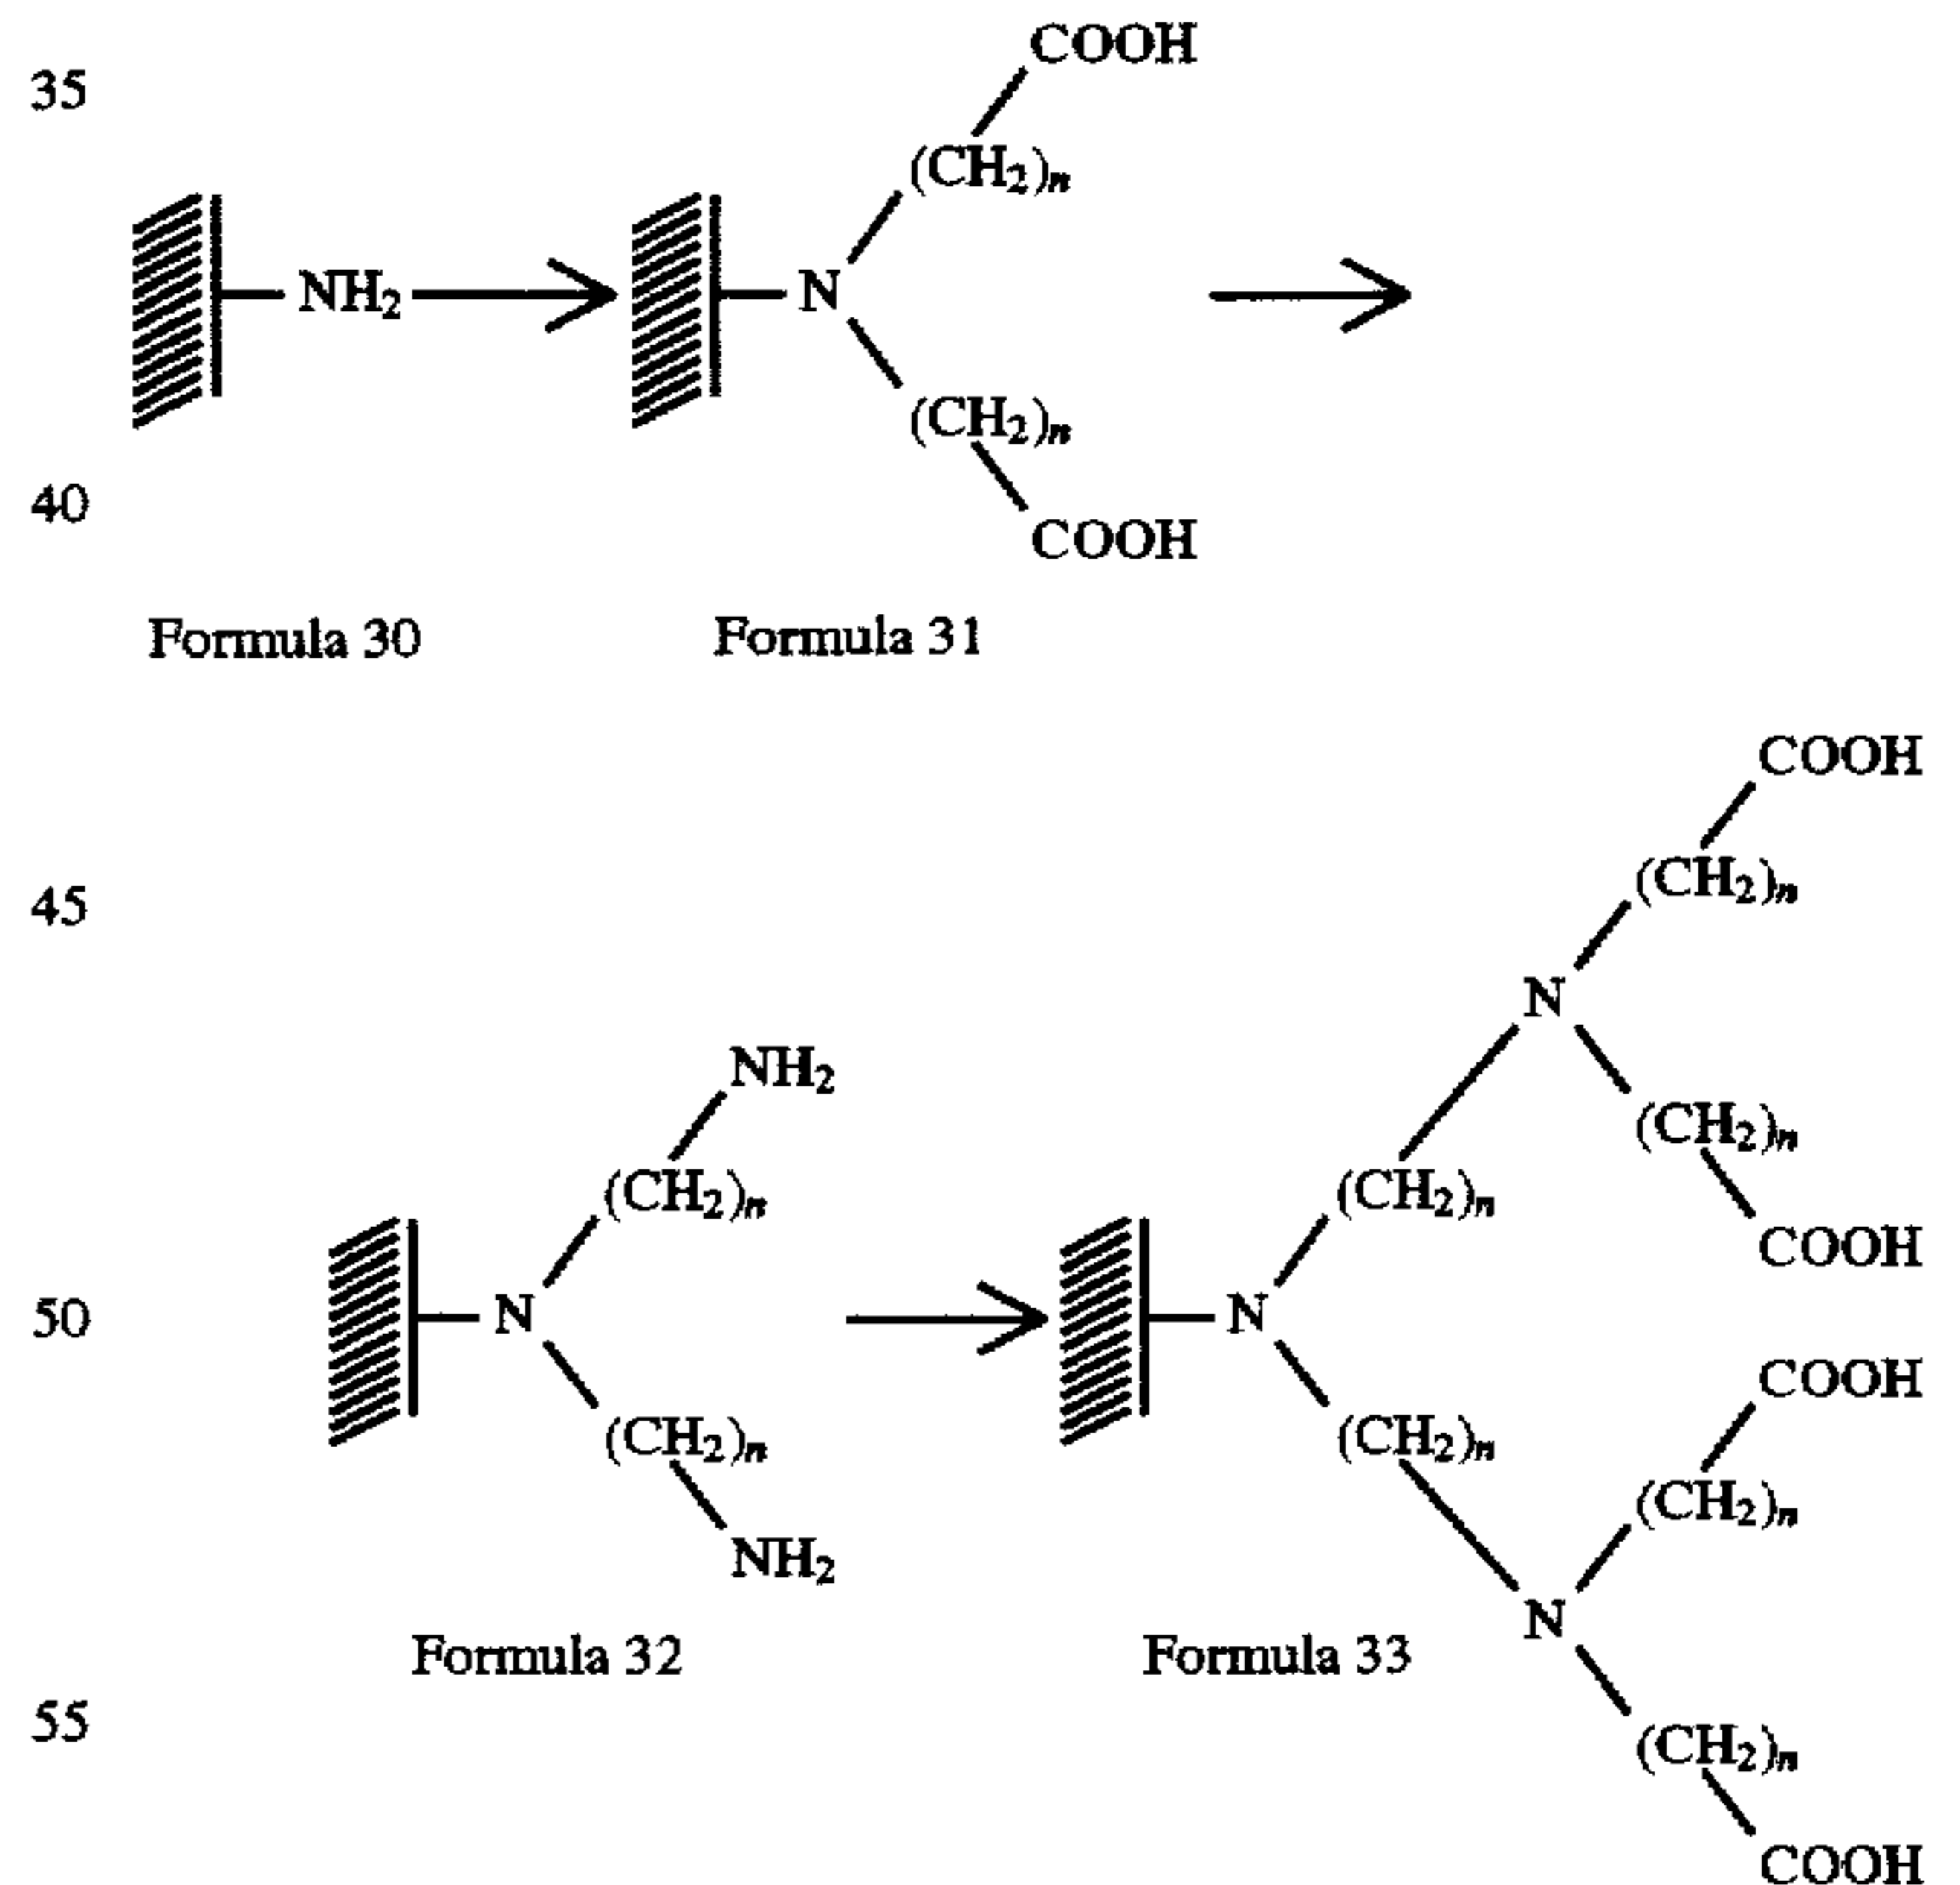 COOH
35
(CH2)n
NH2
N
(CH2)n
40
COOH
Formula 30 Formula 31
COOH
45
(CH2)n
N
NH2
(CH2)n
(CH2)n (CH2)n
COOH
50
N N
COOH
(CH2)n (CH2)n
(CH2)n
NH2
N
Formula 32 Formula 33
55
(CH2)n
COOH